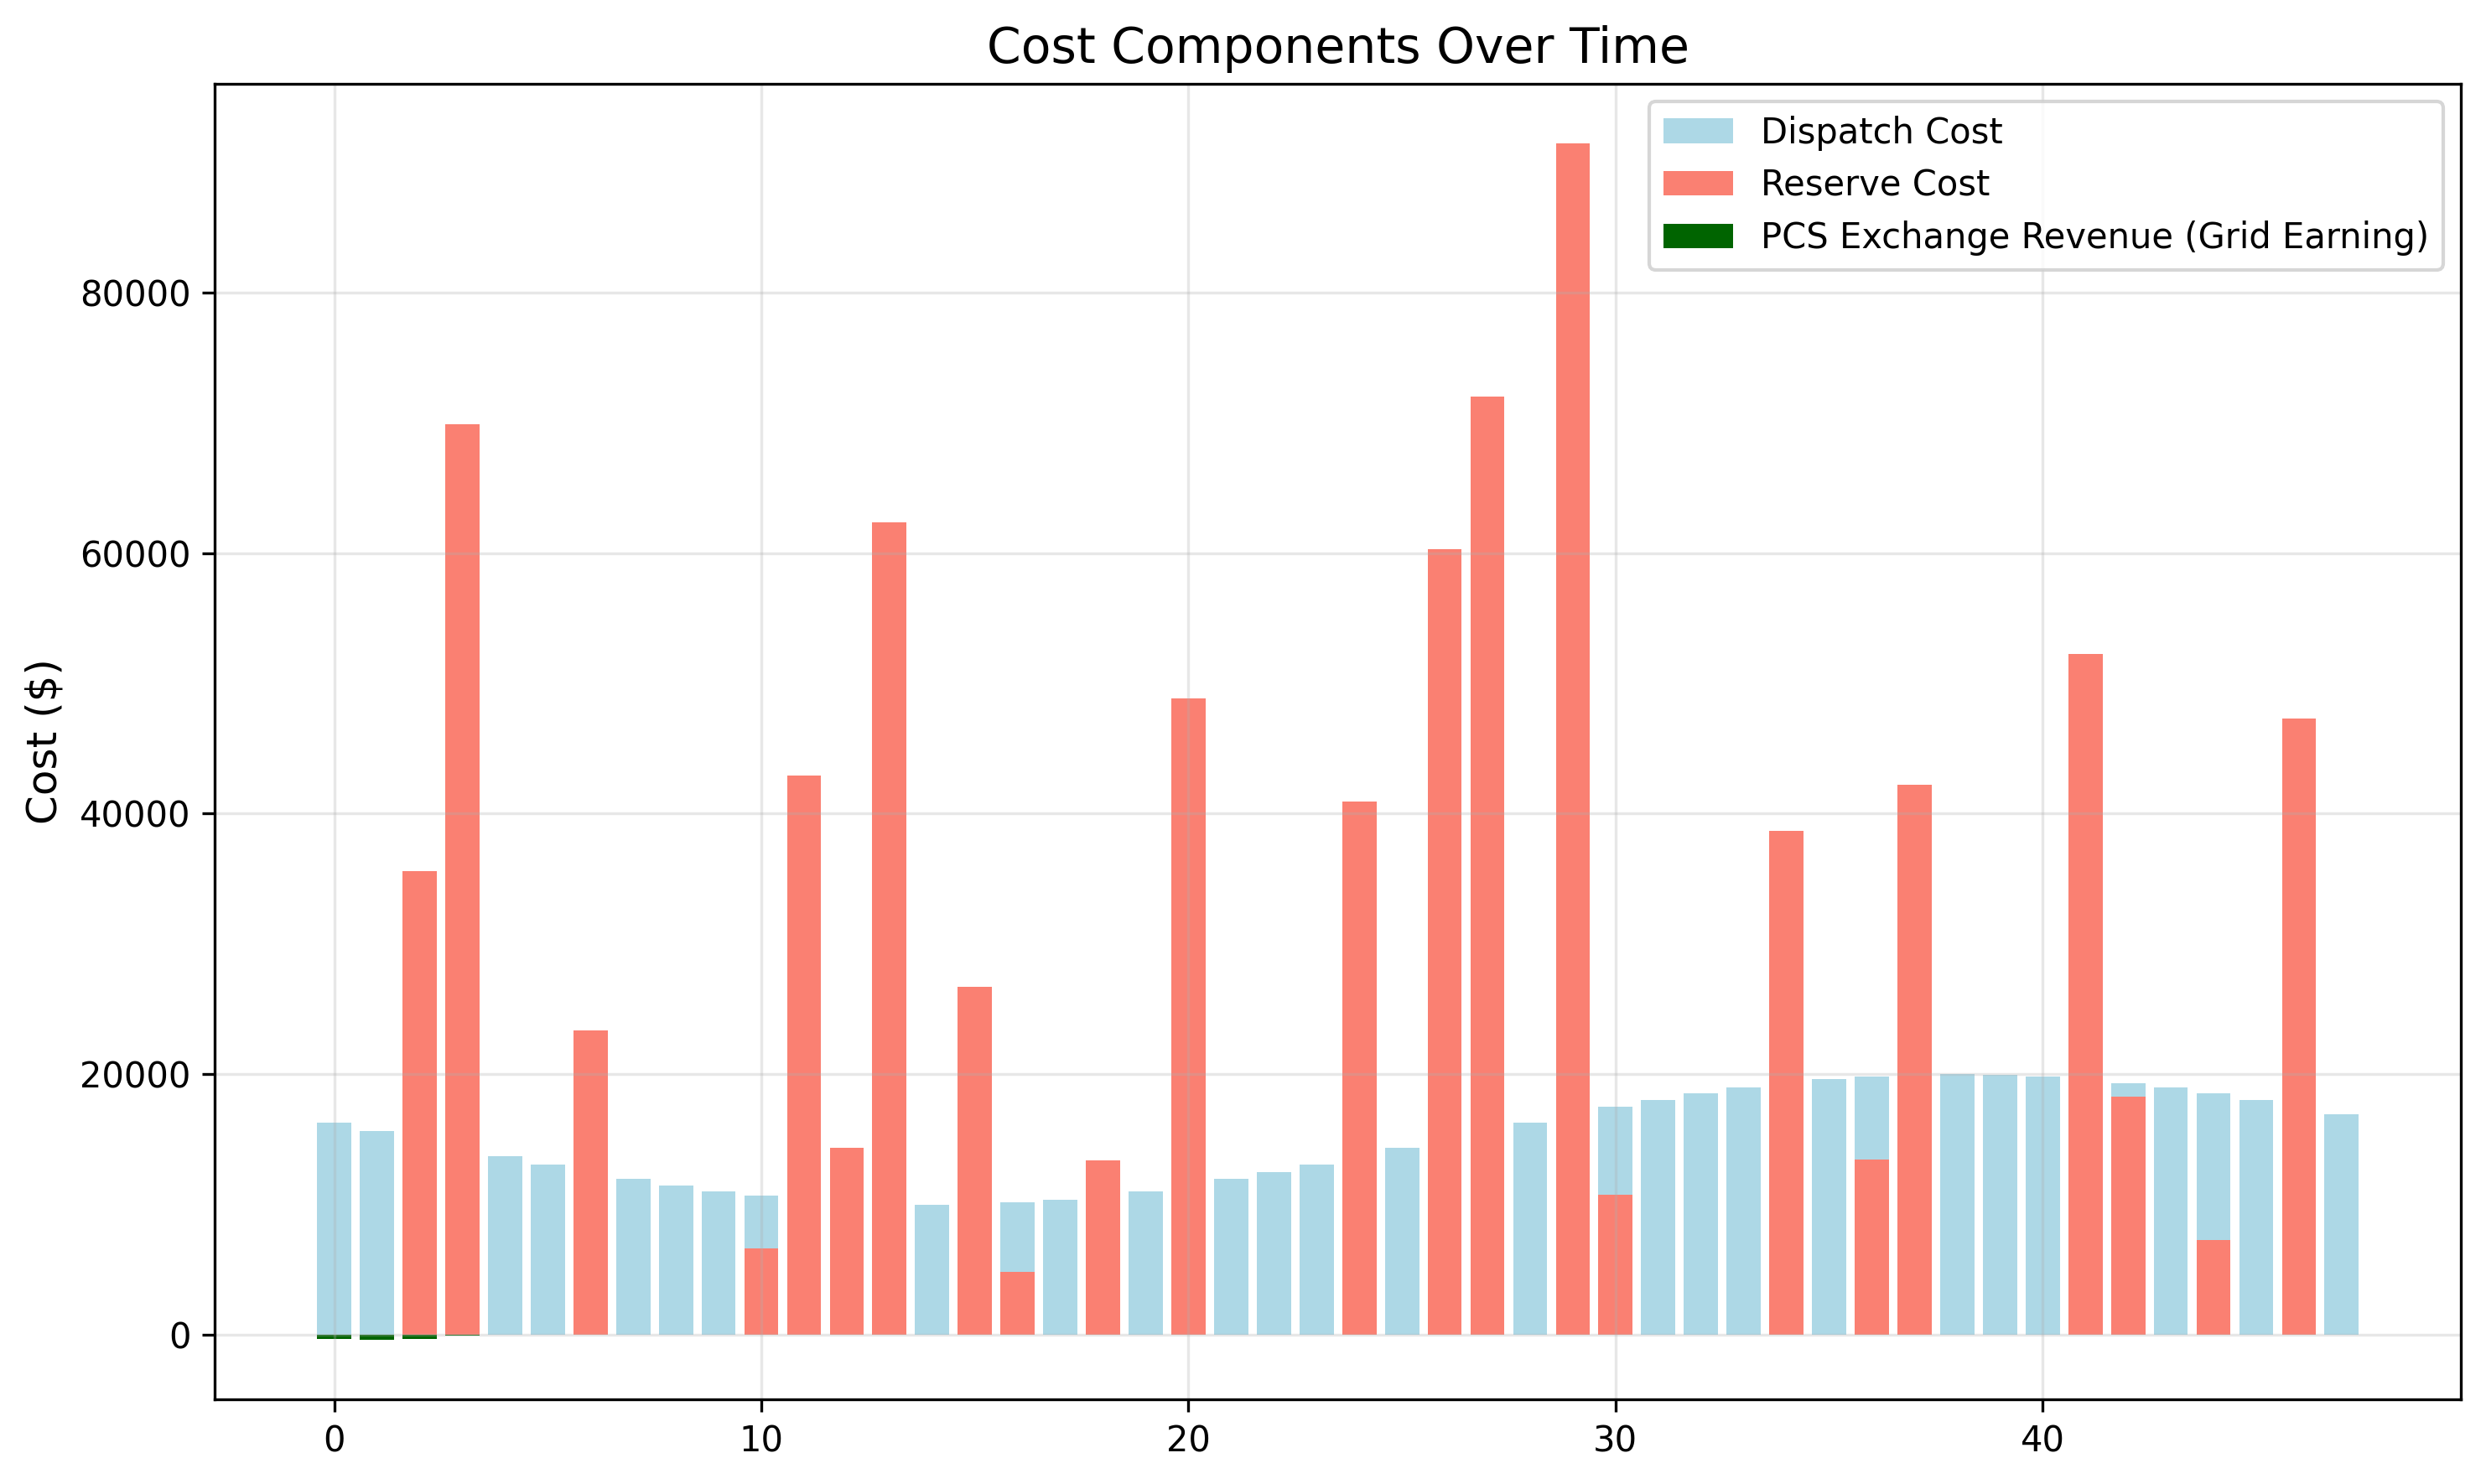 Cost Components Over Time
Dispatch Cost
Reserve Cost
PCS Exchange Revenue (Grid Earning)
Cost ($)
80000
60000
40000
20000
0
0 10 20 30 40